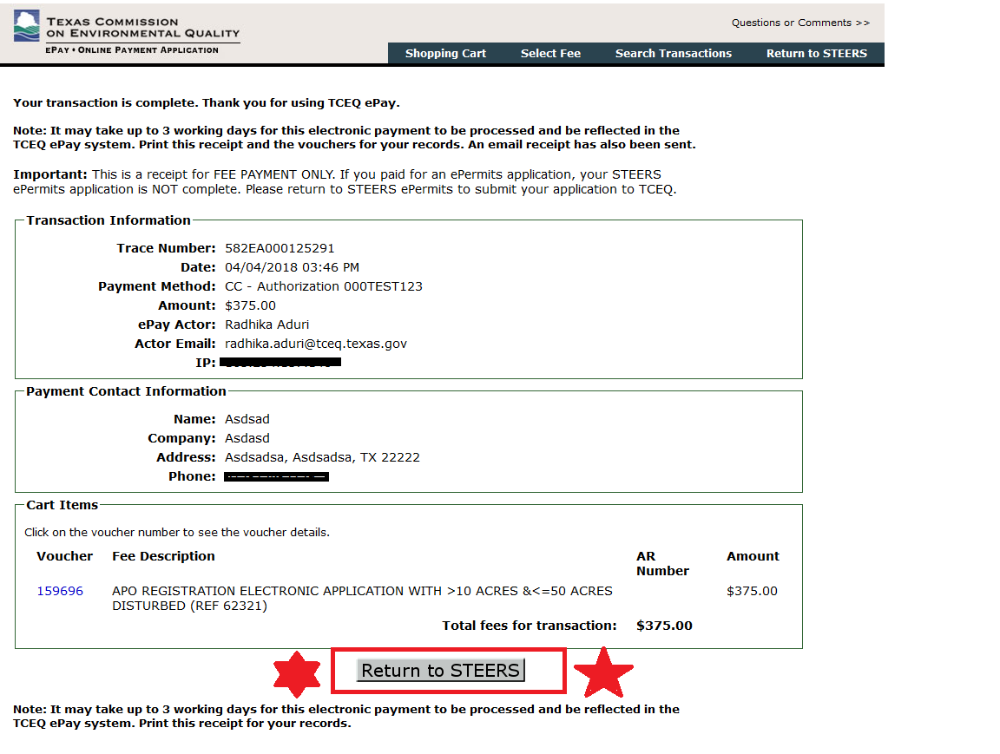 TEXAS COMMISSION
ON ENVIRONMENTAL QUALITY
EPAY • ONLINE PAYMENT APPLICATION
Questions or Comments >>
Shopping Cart Select Fee Search Transactions Return to STEERS
Your transaction is complete. Thank you for using TCEQ ePay.
Note: It may take up to 3 working days for this electronic payment to be processed and be reflected in the
TCEQ ePay system. Print this receipt and the vouchers for your records. An email receipt has also been sent.
Important: This is a receipt for FEE PAYMENT ONLY. If you paid for an ePermits application, your STEERS
ePermits application is NOT complete. Please return to STEERS ePermits to submit your application to TCEQ.
Transaction Information
Trace Number: 582EA000125291
Date: 04/04/2018 03:46 PM
Payment Method: CC - Authorization 000TEST123
Amount: $375.00
ePay Actor: Radhika Aduri
Actor Email: radhika.aduri@tceq.texas.gov
IP:
Payment Contact Information
Name: Asdsad
Company: Asdasd
Address: Asdsadsa, Asdsadsa, TX 22222
Phone:
Cart Items
Click on the voucher number to see the voucher details.
Voucher Fee Description AR Number Amount
159696 APO REGISTRATION ELECTRONIC APPLICATION WITH >10 ACRES &<=50 ACRES $375.00
DISTURBED (REF 62321)
Total fees for transaction: $375.00
Return to STEERS
Note: It may take up to 3 working days for this electronic payment to be processed and be reflected in the
TCEQ ePay system. Print this receipt for your records.